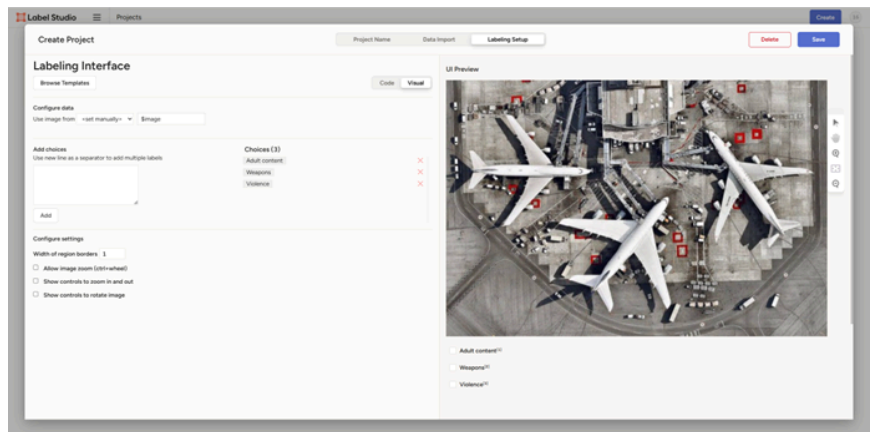 Label Studio
Projects
Create
Create Project
Project Name
Data Import
Labeling Setup
Delete
Save
Labeling Interface
Browse Templates
Code
Visual
Configure data
Use image from
<set manually>
$image
Add choices
Use new line as a separator to add multiple labels
Add
Choices (3)
Adult content
Weapons
Violence
Configure settings
Width of region borders 1
Allow image zoom (ctrl+wheel)
Show controls to zoom in and out
Show controls to rotate image
UI Preview
Adult content
Weapons
Violence